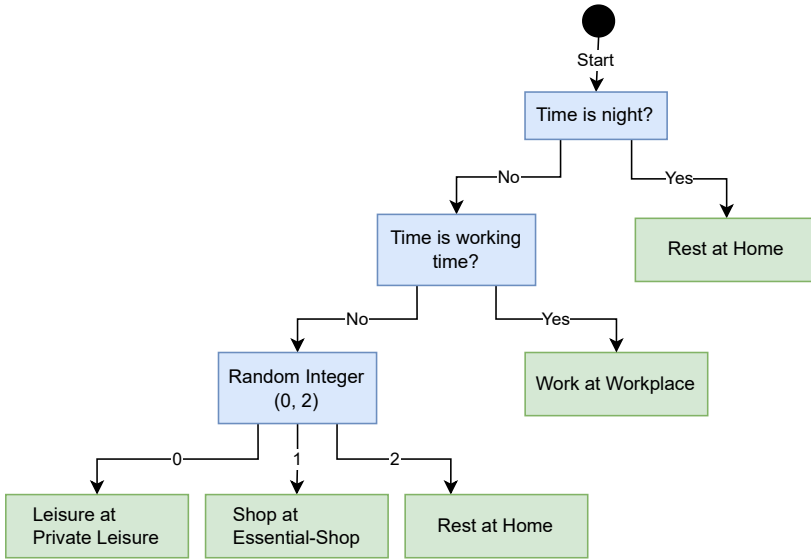 Start
Time is night?
No
Yes
Time is working
time?
Rest at Home
No
Yes
Random Integer
(0, 2)
Work at Workplace
0
1
2
Leisure at
Private Leisure
Shop at
Essential-Shop
Rest at Home